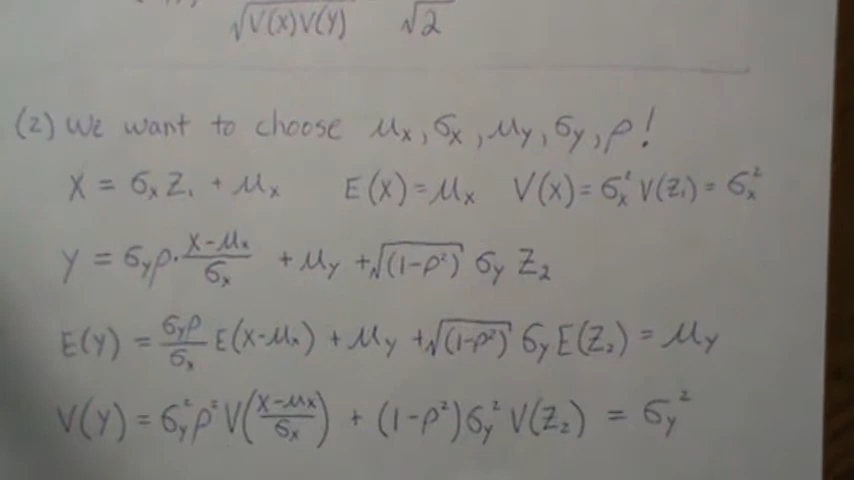 √V(X)V(Y) √2
(2) We want to choose μx, σx, μy, σy, ρ!
X = σx Z₁ + μx E(X) = μx V(X) = σx² V(Z₁) = σx²
Y = σyρ · (X-μx)/σx + μy + √(1-ρ²) σy Z₂
E(Y) = σyρ/σx E(X-μx) + μy + √(1-ρ²) σy E(Z₂) = μy
V(Y) = σy²ρ² V((X-μx)/σx) + (1-ρ²)σy² V(Z₂) = σy²